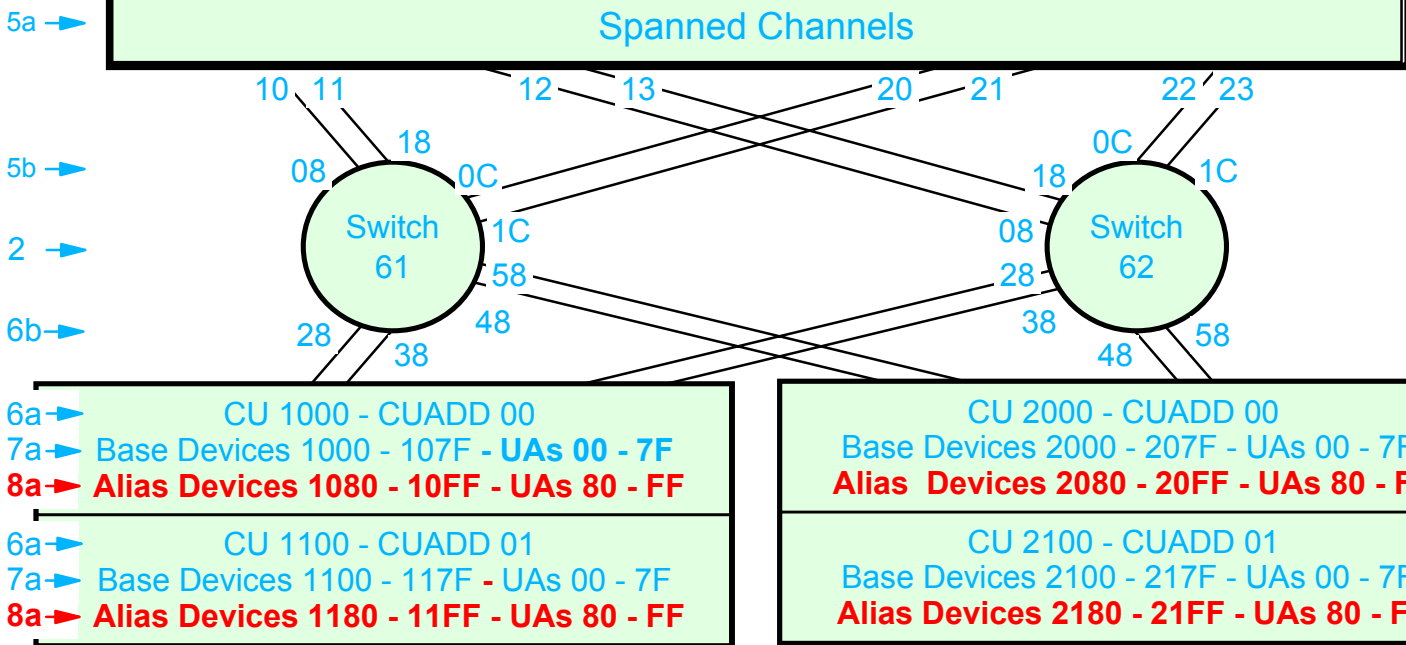 5a Spanned Channels
10 11 12 13 20 21 22 23
18 0C
5b 08 0C 18 1C
Switch 1C 08 Switch
2 61 62
58 28
6b 28 48 38 58
38 48
6a CU 1000 - CUADD 00 CU 2000 - CUADD 00
7a Base Devices 1000 - 107F - UAs 00 - 7F Base Devices 2000 - 207F - UAs 00 - 7F
8a Alias Devices 1080 - 10FF - UAs 80 - FF Alias Devices 2080 - 20FF - UAs 80 - F
6a CU 1100 - CUADD 01 CU 2100 - CUADD 01
7a Base Devices 1100 - 117F - UAs 00 - 7F Base Devices 2100 - 217F - UAs 00 - 7F
8a Alias Devices 1180 - 11FF - UAs 80 - FF Alias Devices 2180 - 21FF - UAs 80 - F